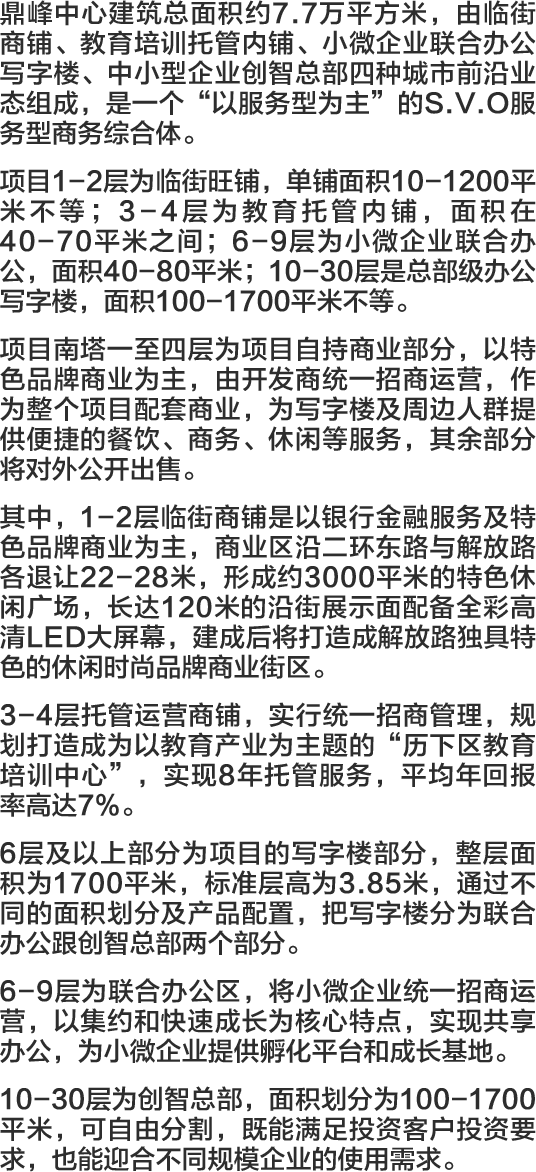 鼎峰中心建筑总面积约7.7万平方米，由临街
商铺、教育培训托管内铺、小微企业联合办公
写字楼、中小型企业创智总部四种城市前沿业
态组成，是一个“以服务型为主”的S.V.O服
务型商务综合体。
项目1-2层为临街旺铺，单铺面积10-1200平
米不等；3-4层为教育托管内铺，面积在
40-70平米之间；6-9层为小微企业联合办
公，面积40-80平米；10-30层是总部级办公
写字楼，面积100-1700平米不等。
项目南塔一至四层为项目自持商业部分，以特
色品牌商业为主，由开发商统一招商运营，作
为整个项目配套商业，为写字楼及周边人群提
供便捷的餐饮、商务、休闲等服务，其余部分
将对外公开出售。
其中，1-2层临街商铺是以银行金融服务及特
色品牌商业为主，商业区沿二环东路与解放路
各退让22-28米，形成约3000平米的特色休
闲广场，长达120米的沿街展示面配备全彩高
清LED大屏幕，建成后将打造成解放路独具特
色的休闲时尚品牌商业街区。
3-4层托管运营商铺，实行统一招商管理，规
划打造成为以教育产业为主题的“历下区教育
培训中心”，实现8年托管服务，平均年回报
率高达7%。
6层及以上部分为项目的写字楼部分，整层面
积为1700平米，标准层高为3.85米，通过不
同的面积划分及产品配置，把写字楼分为联合
办公跟创智总部两个部分。
6-9层为联合办公区，将小微企业统一招商运
营，以集约和快速成长为核心特点，实现共享
办公，为小微企业提供孵化平台和成长基地。
10-30层为创智总部，面积划分为100-1700
平米，可自由分割，既能满足投资客户投资要
求，也能迎合不同规模企业的使用需求。